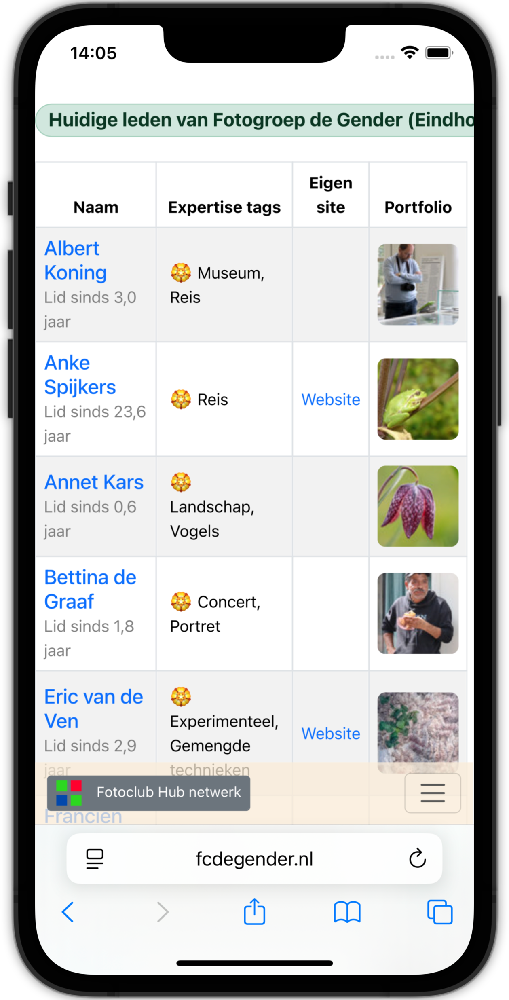 14:05
Huidige leden van Fotogroep de Gender (Eindho
Eigen
site
Naam
Expertise tags
Portfolio
Albert
Koning
Lid sinds 3,0
jaar
Museum,
Reis
Anke
Spijkers
Lid sinds 23,6
jaar
Reis
Website
Annet Kars
Lid sinds 0,6
jaar
Landschap,
Vogels
Bettina de
Graaf
Lid sinds 1,8
jaar
Concert,
Portret
Eric van de
Ven
Lid sinds 2,9
jaar
Experimenteel,
Gemengde
technieken
Website
Fotoclub Hub netwerk
Francien
fcdegender.nl